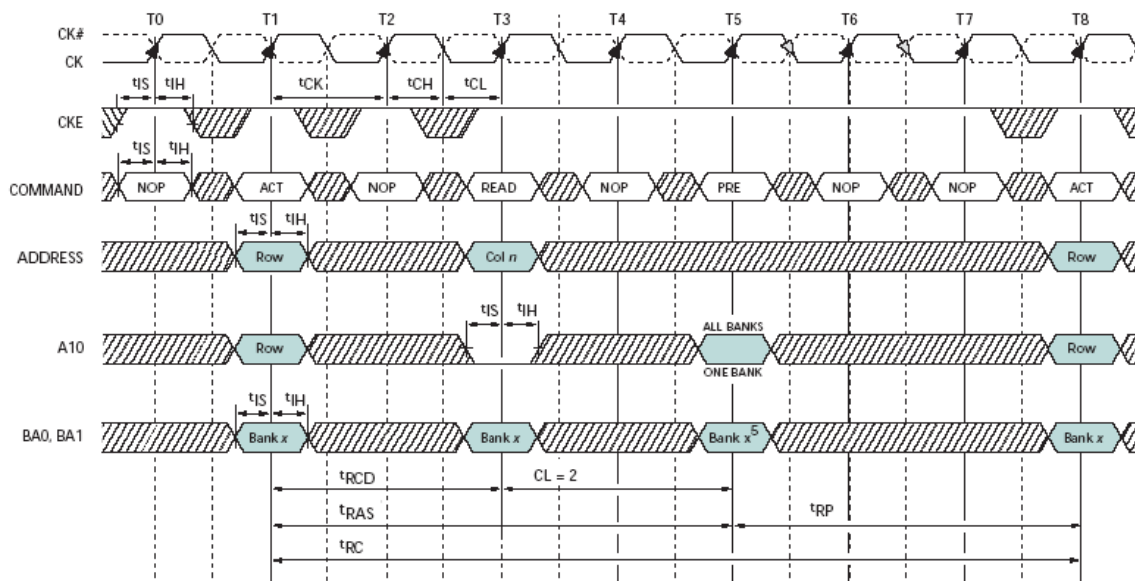 T0 T1 T2 T3 T4 T5 T6 T7 T8
CK#
CK
tIS tIH tCK tCH tCL
CKE
tIS tIH
COMMAND NOP ACT NOP READ NOP PRE NOP NOP ACT
tIS tIH
ADDRESS Row Col n Row
tIS tIH
ALL BANKS
A10 Row Row
ONE BANK
tIS tIH
BA0, BA1 Bank x Bank x Bank x5 Bank x
tRCD CL = 2
tRAS tRP
tRC